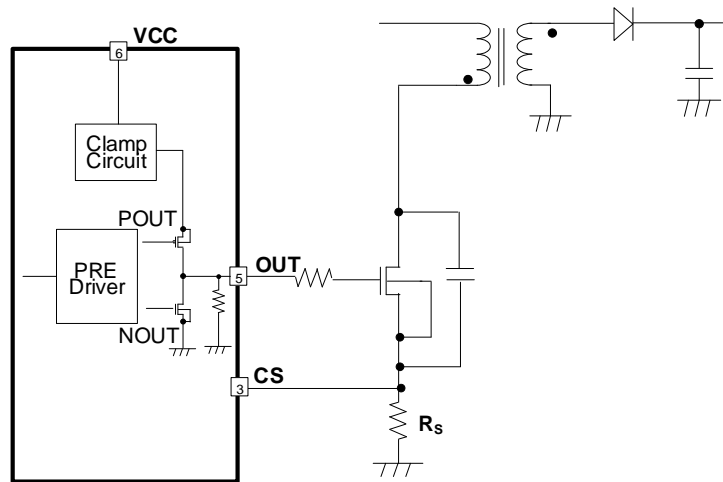 VCC
6
Clamp
Circuit
POUT
PRE
Driver
OUT
5
NOUT
CS
3
RS